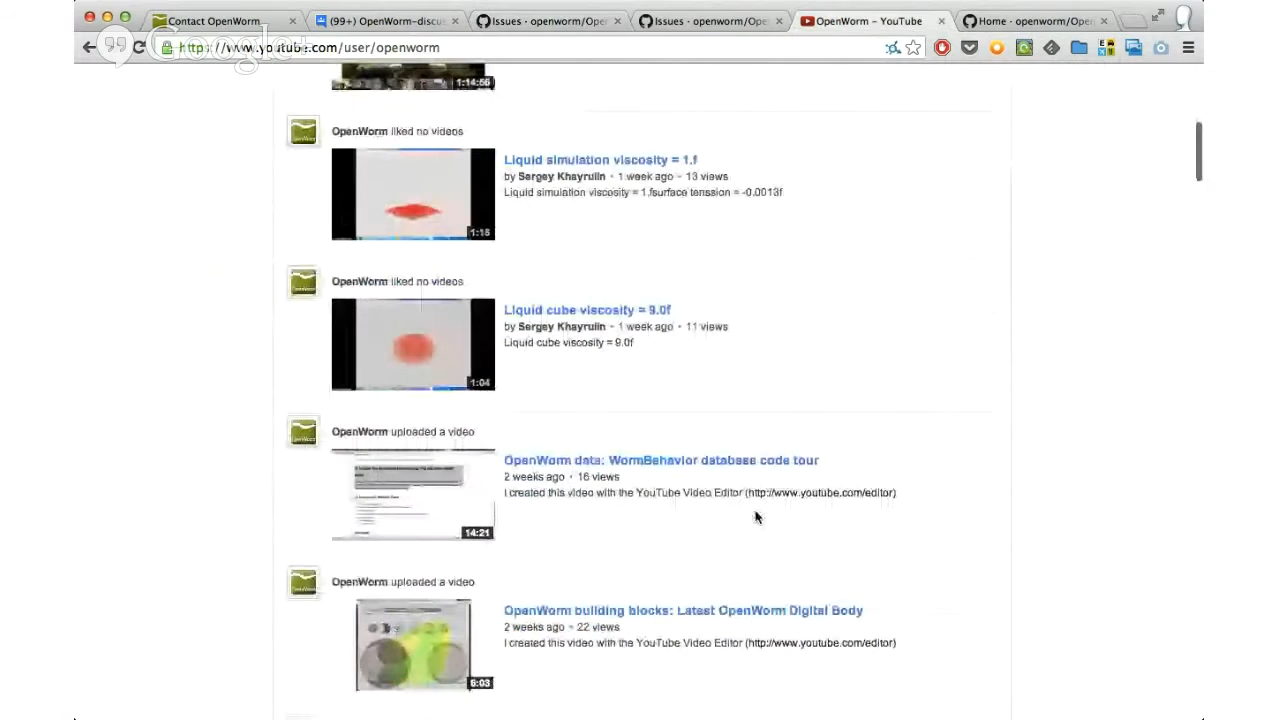 Contact OpenWorm
(99+) OpenWorm-discu
Issues · openworm/Ope
Issues · openworm/Ope
OpenWorm - YouTube
Home · openworm/Open
Google+
https://www.youtube.com/user/openworm
1:14:56
OpenWorm liked no videos
Liquid simulation viscosity = 1.f
by Sergey Khayrulin · 1 week ago · 13 views
Liquid simulation viscosity = 1.fsurface tenssion = -0.0013f
1:15
OpenWorm liked no videos
Liquid cube viscosity = 9.0f
by Sergey Khayrulin · 1 week ago · 11 views
Liquid cube viscosity = 9.0f
1:04
OpenWorm uploaded a video
OpenWorm data: WormBehavior database code tour
2 weeks ago · 16 views
I created this video with the YouTube Video Editor (http://www.youtube.com/editor)
14:21
OpenWorm uploaded a video
OpenWorm building blocks: Latest OpenWorm Digital Body
2 weeks ago · 22 views
I created this video with the YouTube Video Editor (http://www.youtube.com/editor)
6:03